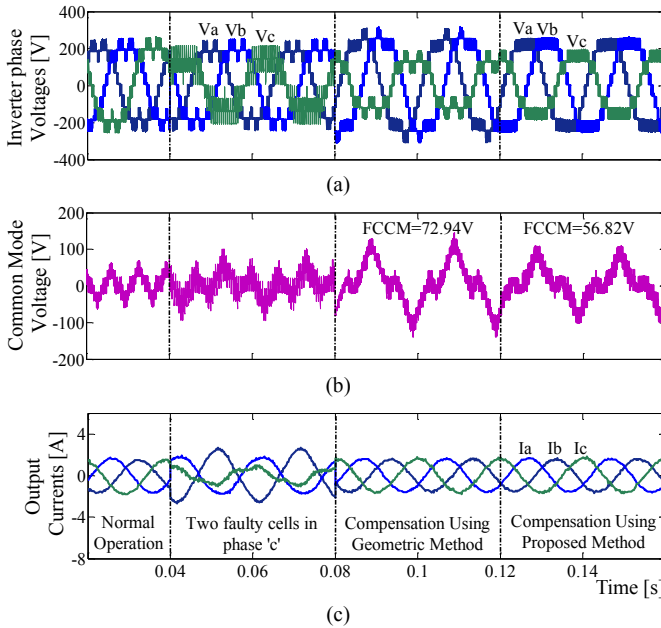 Inverter phase
Voltages [V]
400
200
0
-200
-400
Va Vb Vc
Va Vb Vc
(a)
Common Mode
Voltage [V]
200
100
0
-100
-200
FCCM=72.94V
FCCM=56.82V
(b)
Output
Currents [A]
4
0
-4
-8
Ia Ib Ic
Normal
Operation
Two faulty cells in
phase 'c'
Compensation Using
Geometric Method
Compensation Using
Proposed Method
0.04 0.06 0.08 0.1 0.12 0.14
Time [s]
(c)